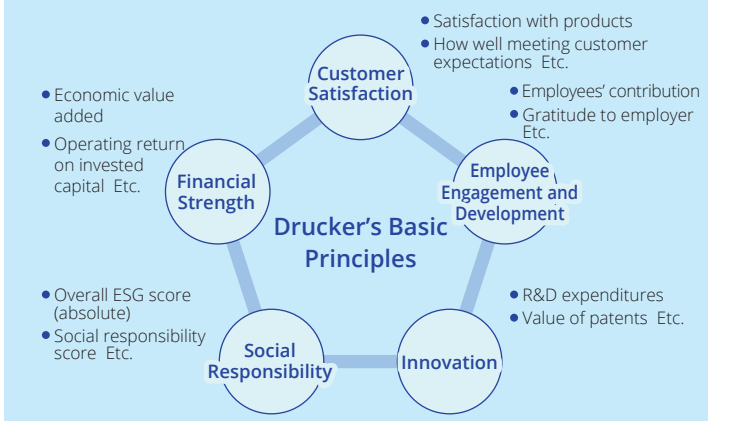 • Satisfaction with products
• How well meeting customer
expectations Etc.
Customer
Satisfaction
• Employees’ contribution
• Gratitude to employer
Etc.
Employee
Engagement and
Development
• Economic value
added
• Operating return
on invested
capital Etc.
Financial
Strength
Drucker’s Basic
Principles
• Overall ESG score
(absolute)
• Social responsibility
score Etc.
Social
Responsibility
• R&D expenditures
• Value of patents Etc.
Innovation